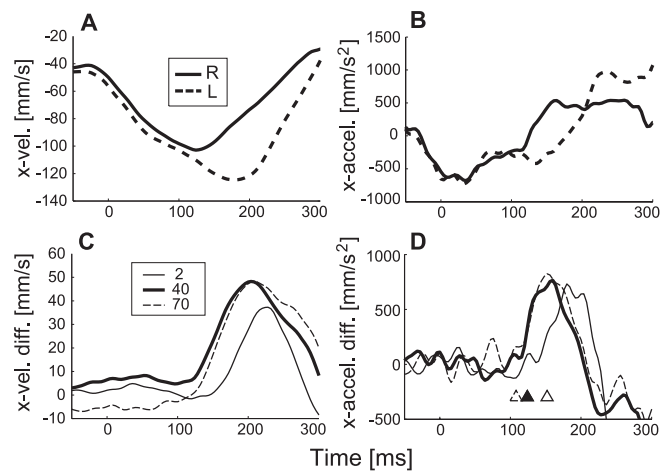 A
x-vel. [mm/s]
-20
-40
-60
-80
-100
-120
-140
R
L
0 100 200 300
B
x-accel. [mm/s²]
1500
1000
500
0
-500
-1000
0 100 200 300
C
x-vel. diff. [mm/s]
60
50
40
30
20
10
0
-10
2
40
70
0 100 200 300
D
x-accel. diff. [mm/s²]
1000
500
0
-500
0 100 200 300
Time [ms]